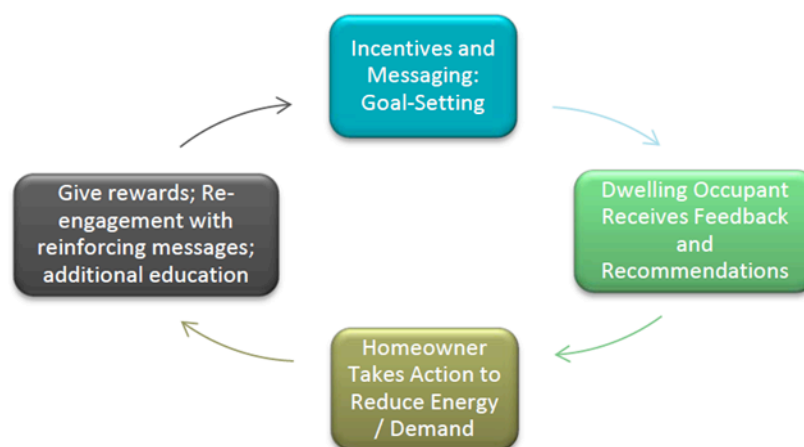 Incentives and
Messaging:
Goal-Setting
Give rewards; Re-
engagement with
reinforcing messages;
additional education
Dwelling Occupant
Receives Feedback
and
Recommendations
Homeowner
Takes Action to
Reduce Energy
/ Demand